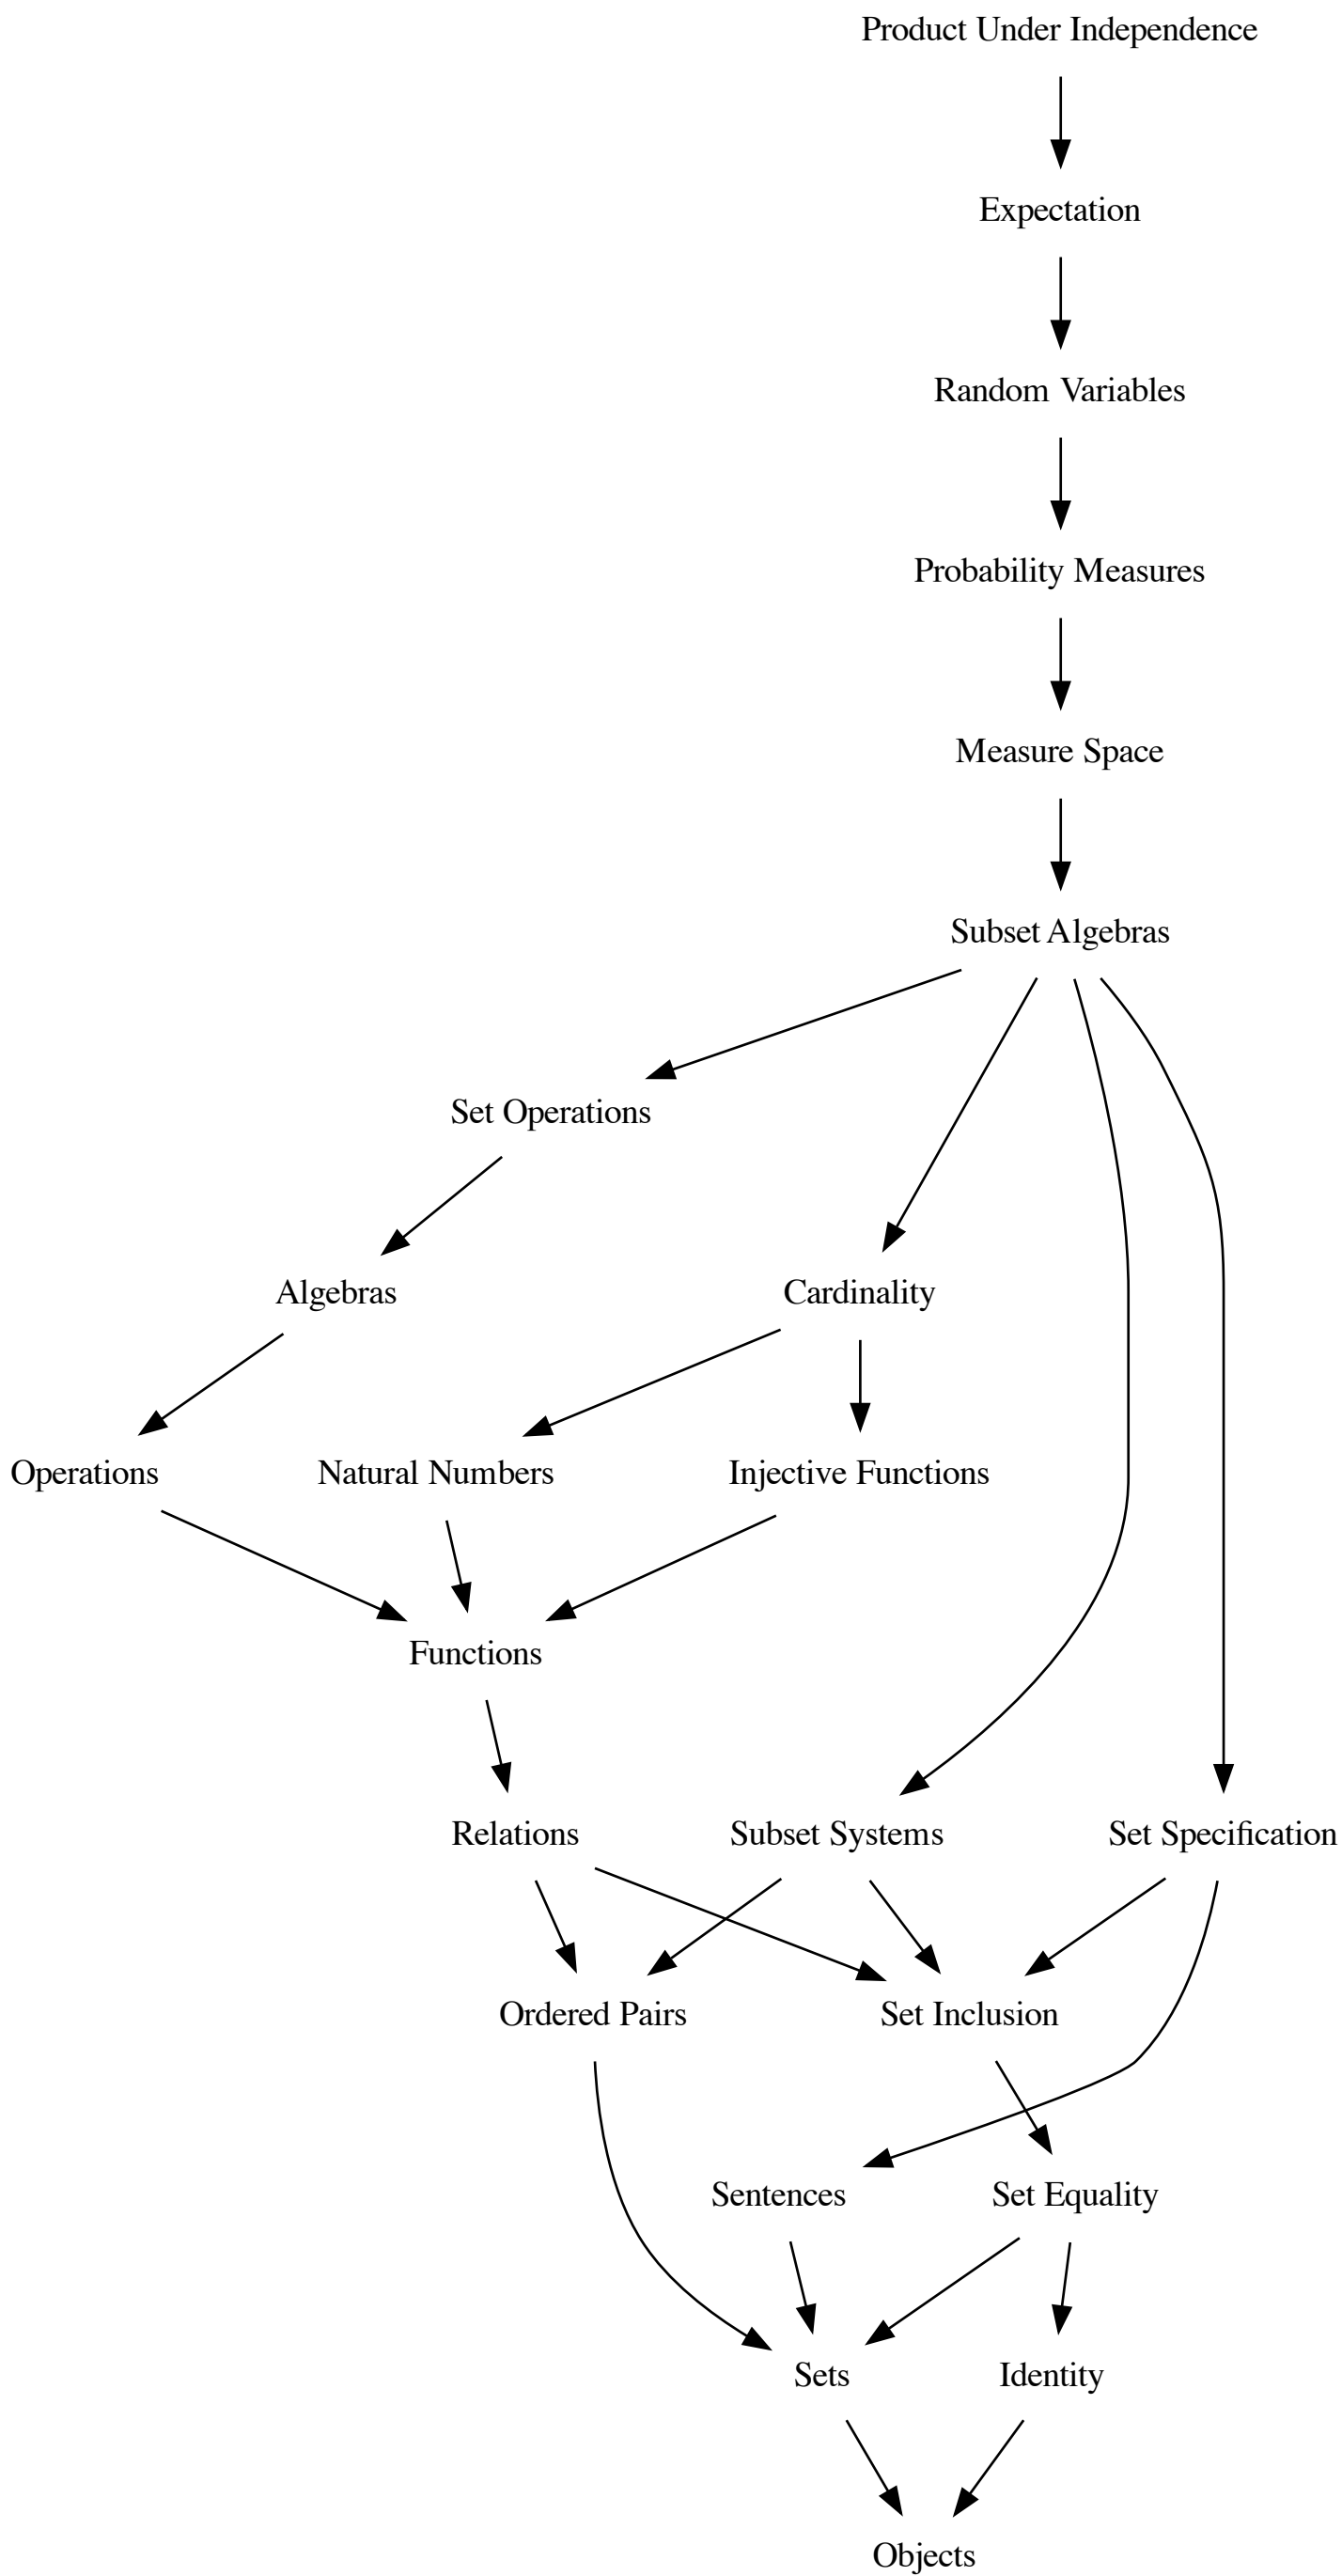 Product Under Independence
Expectation
Random Variables
Probability Measures
Measure Space
Subset Algebras
Set Operations
Algebras
Cardinality
Operations
Natural Numbers
Injective Functions
Functions
Relations
Subset Systems
Set Specification
Ordered Pairs
Set Inclusion
Sentences
Set Equality
Sets
Identity
Objects